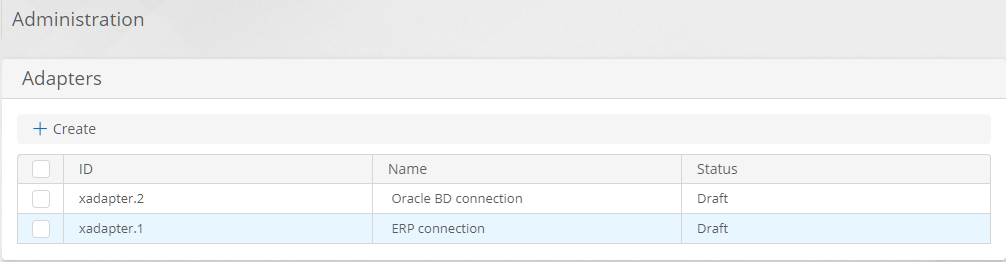 Administration
Adapters
Create
ID Name Status
xadapter.2 Oracle BD connection Draft
xadapter.1 ERP connection Draft